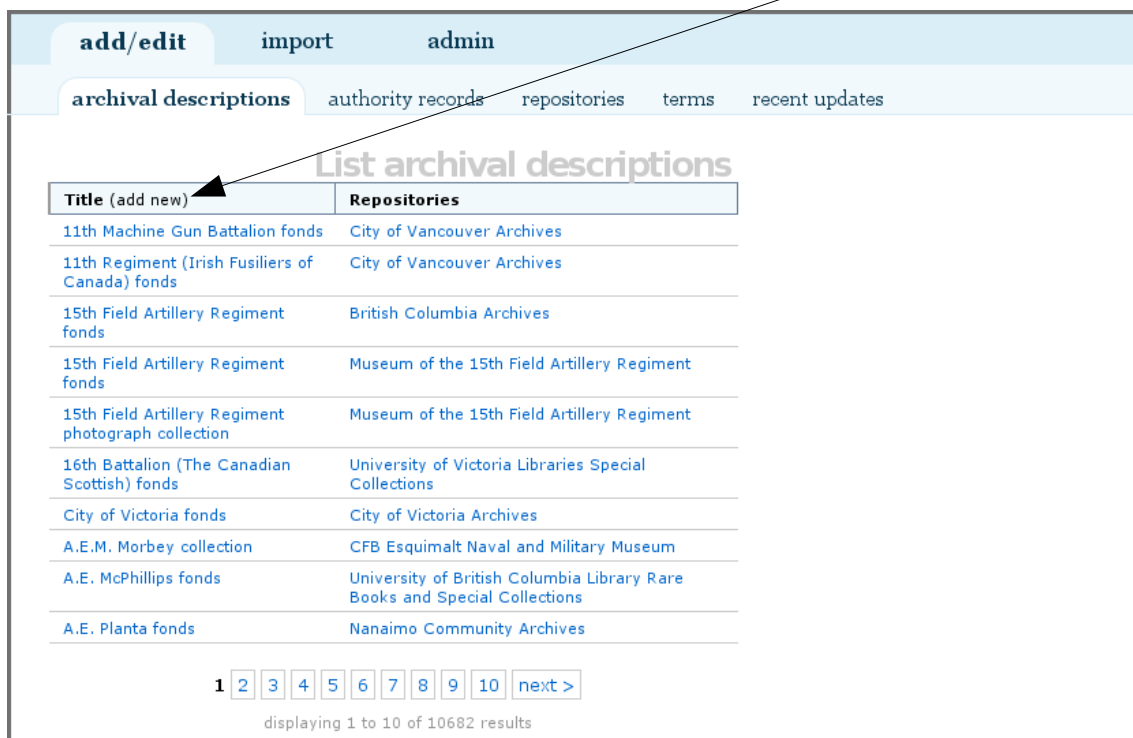 add/edit import admin
archival descriptions authority records repositories terms recent updates
List archival descriptions
Title (add new) Repositories
11th Machine Gun Battalion fonds City of Vancouver Archives
11th Regiment (Irish Fusiliers of City of Vancouver Archives
Canada) fonds
15th Field Artillery Regiment British Columbia Archives
fonds
15th Field Artillery Regiment Museum of the 15th Field Artillery Regiment
fonds
15th Field Artillery Regiment Museum of the 15th Field Artillery Regiment
photograph collection
16th Battalion (The Canadian University of Victoria Libraries Special
Scottish) fonds Collections
City of Victoria fonds City of Victoria Archives
A.E.M. Morbey collection CFB Esquimalt Naval and Military Museum
A.E. McPhillips fonds University of British Columbia Library Rare
Books and Special Collections
A.E. Planta fonds Nanaimo Community Archives
1 2 3 4 5 6 7 8 9 10 next >
displaying 1 to 10 of 10682 results